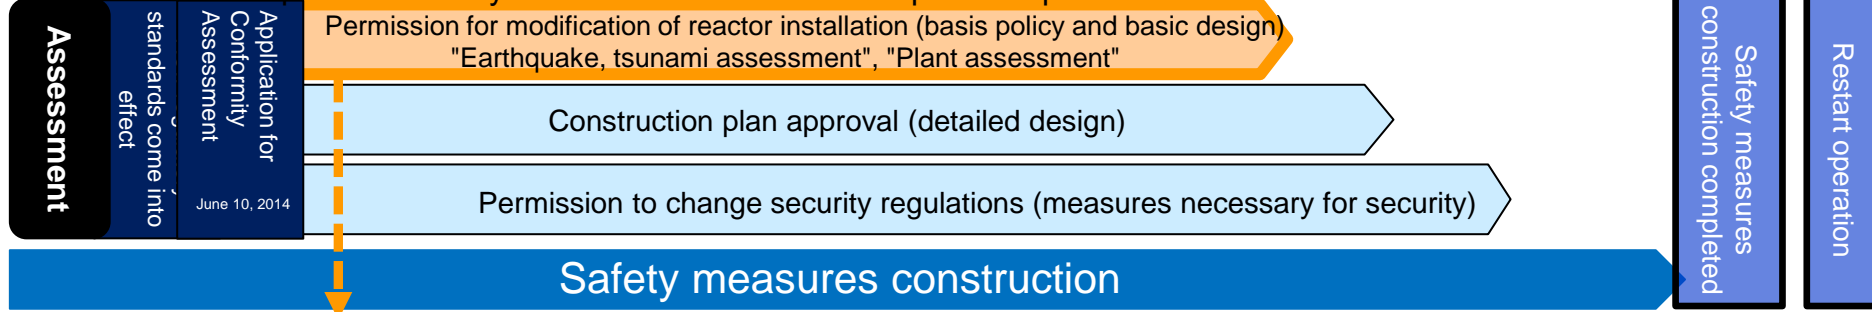 Assessment
standards come into
effect
Application for
Conformity
Assessment
June 10, 2014
Permission for modification of reactor installation (basis policy and basic design)
"Earthquake, tsunami assessment", "Plant assessment"
Construction plan approval (detailed design)
Permission to change security regulations (measures necessary for security)
Safety measures construction
Safety measures
construction completed
Restart operation